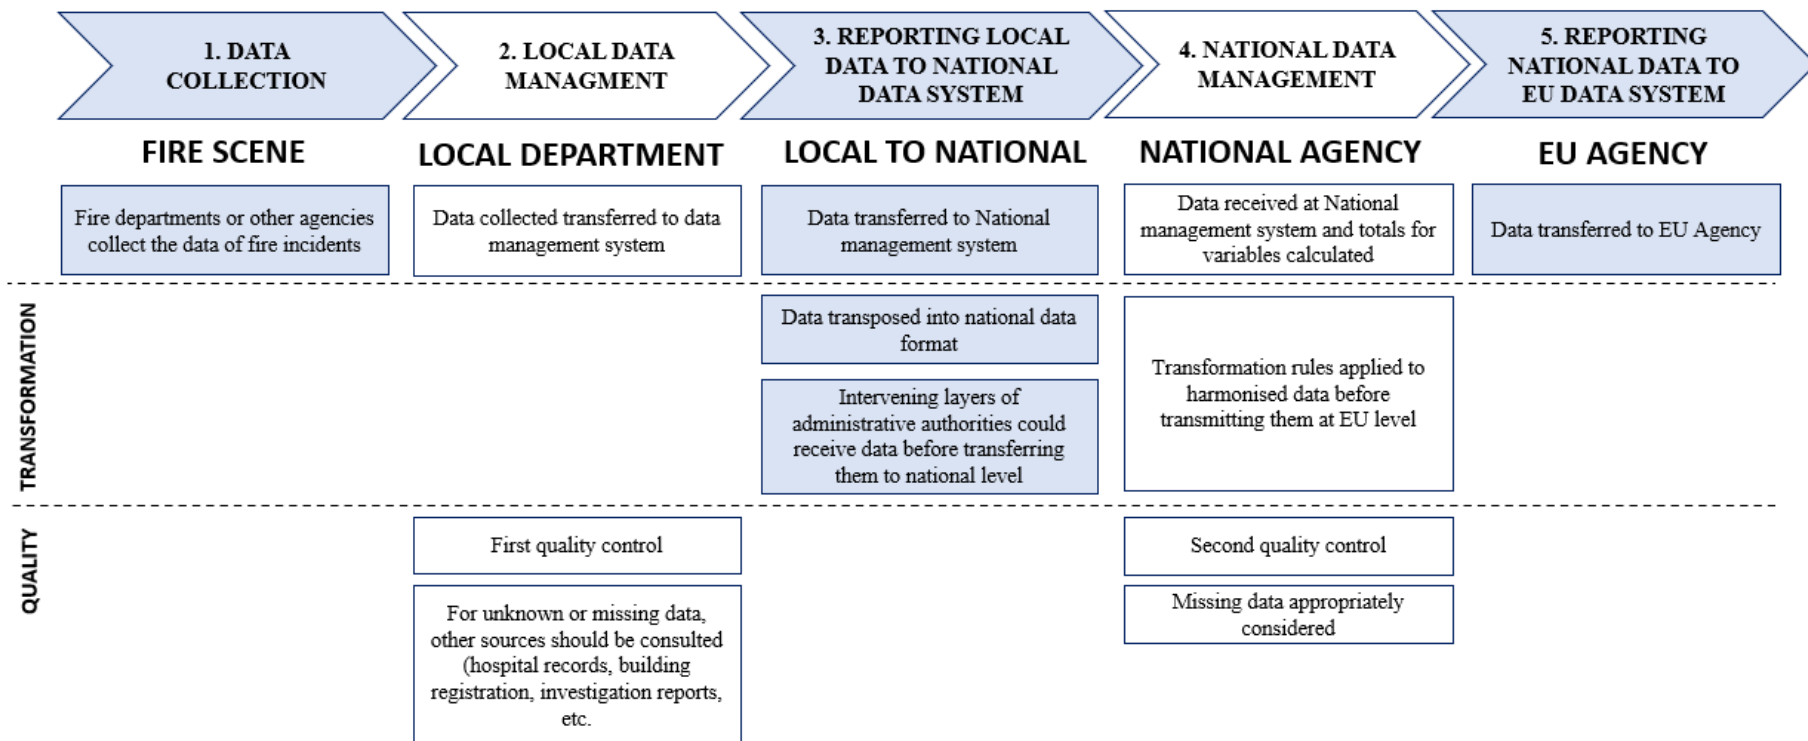 1. DATA
COLLECTION
2. LOCAL DATA
MANAGMENT
3. REPORTING LOCAL
DATA TO NATIONAL
DATA SYSTEM
4. NATIONAL DATA
MANAGEMENT
5. REPORTING
NATIONAL DATA TO
EU DATA SYSTEM
FIRE SCENE
LOCAL DEPARTMENT
LOCAL TO NATIONAL
NATIONAL AGENCY
EU AGENCY
Fire departments or other agencies
collect the data of fire incidents
Data collected transferred to data
management system
Data transferred to National
management system
Data received at National
management system and totals for
variables calculated
Data transferred to EU Agency
TRANSFORMATION
Data transposed into national data
format
Intervening layers of
administrative authorities could
receive data before transferring
them to national level
Transformation rules applied to
harmonised data before
transmitting them at EU level
QUALITY
First quality control
For unknown or missing data,
other sources should be consulted
(hospital records, building
registration, investigation reports,
etc.
Second quality control
Missing data appropriately
considered